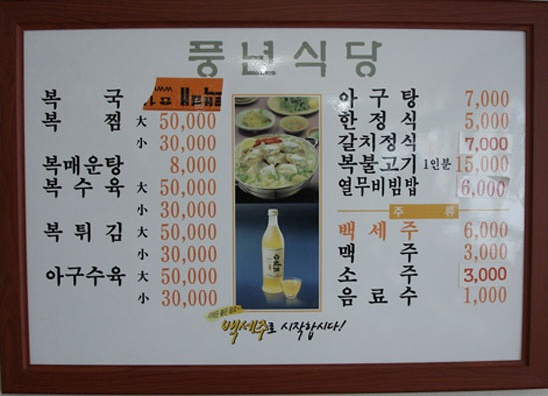 풍년식당
복 국
복 찜 大 50,000
小 30,000
복매운탕 8,000
복수육 大 50,000
小 30,000
복튀김 大 50,000
小 30,000
아구수육 大 50,000
小 30,000
아구탕 7,000
한정식 5,000
갈치정식 7,000
복불고기 1인분 15,000
열무비빔밥 6,000
주 류
백세주 6,000
맥 주 3,000
소 주 3,000
음료수 1,000
백세주로 시작합시다!